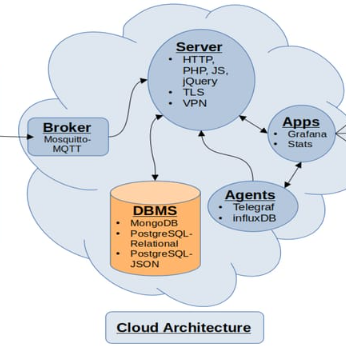 Server
• HTTP,
PHP, JS,
jQuery
• TLS
• VPN
Broker
Mosquitto-
MQTT
Apps
• Grafana
• Stats
DBMS
• MongoDB
• PostgreSQL-
Relational
• PostgreSQL-
JSON
Agents
• Telegraf
• influxDB
Cloud Architecture